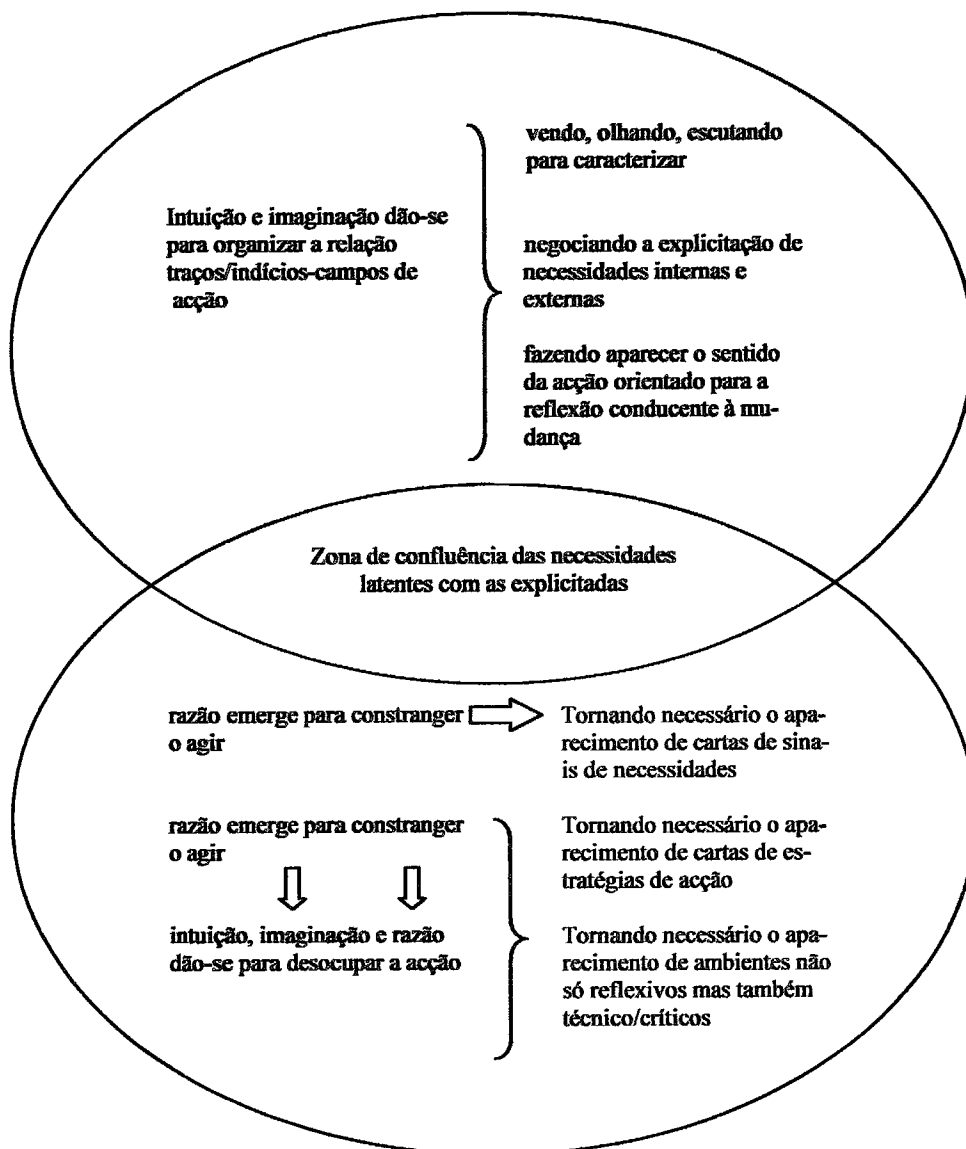 Intuição e imaginação dão-se
para organizar a relação
traços/indícios-campos de
acção
vendo, olhando, escutando
para caracterizar
negociando a explicitação de
necessidades internas e
externas
fazendo aparecer o sentido
da acção orientado para a
reflexão conducente à mu-
dança
Zona de confluência das necessidades
latentes com as explicitadas
razão emerge para constranger
o agir
Tornando necessário o apa-
recimento de cartas de sina-
is de necessidades
razão emerge para constranger
o agir
intuição, imaginação e razão
dão-se para desocupar a acção
Tornando necessário o apa-
recimento de cartas de es-
tratégias de acção
Tornando necessário o apa-
recimento de ambientes não
só reflexivos mas também
técnico/críticos